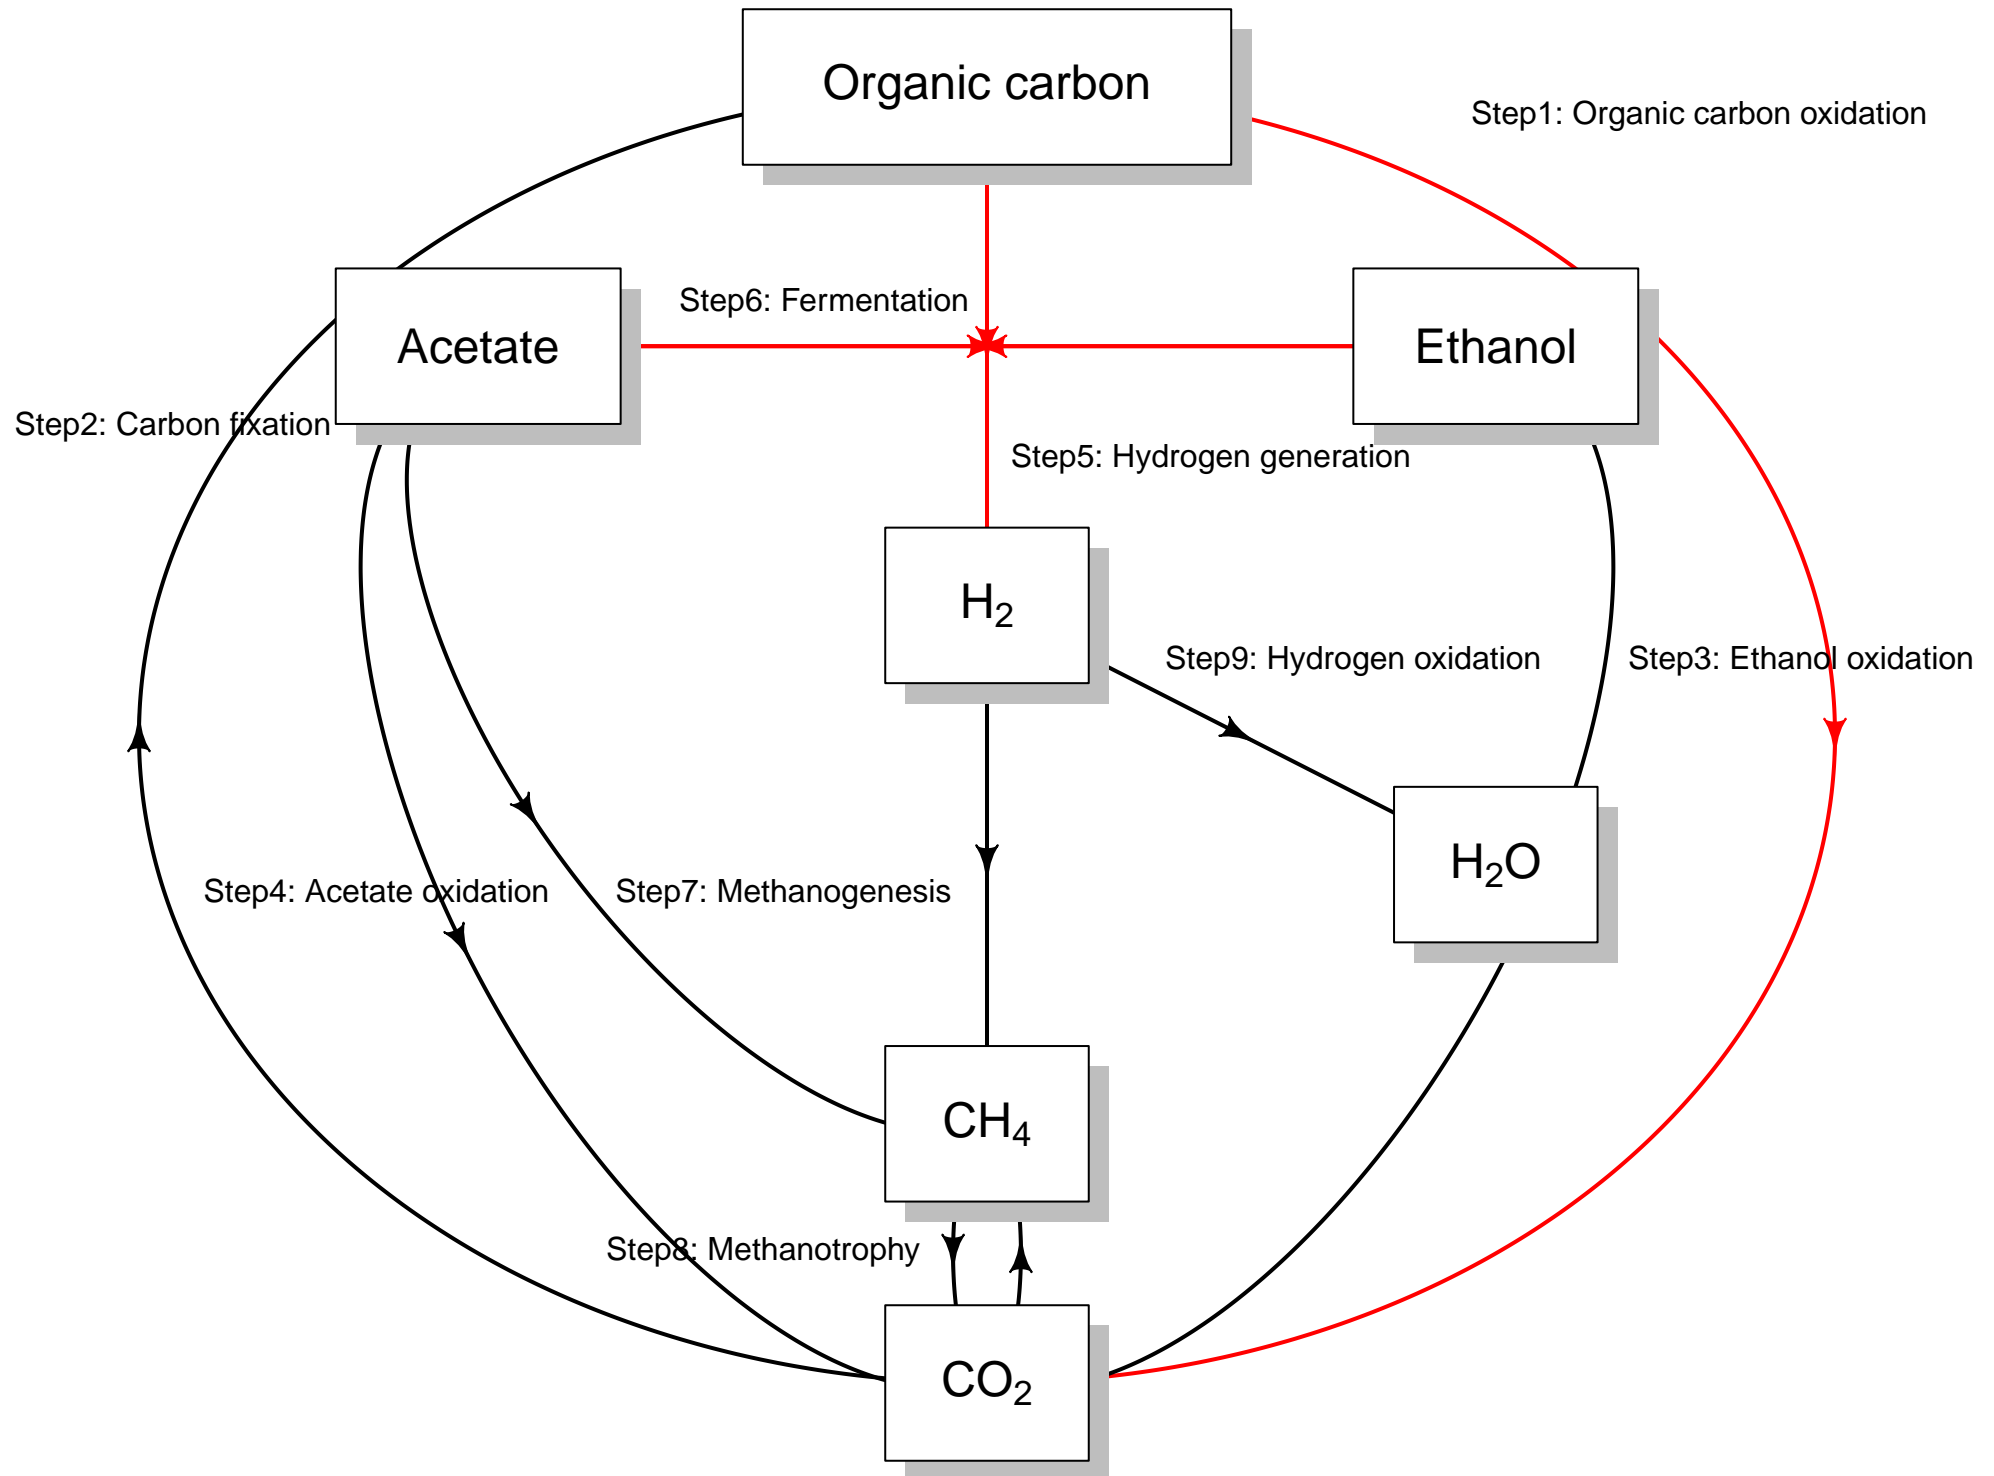 Organic carbon
Step1: Organic carbon oxidation
Step6: Fermentation
Acetate
Ethanol
Step2: Carbon fixation
Step5: Hydrogen generation
H₂
Step9: Hydrogen oxidation
Step3: Ethanol oxidation
H₂O
Step4: Acetate oxidation
Step7: Methanogenesis
CH₄
Step8: Methanotrophy
CO₂